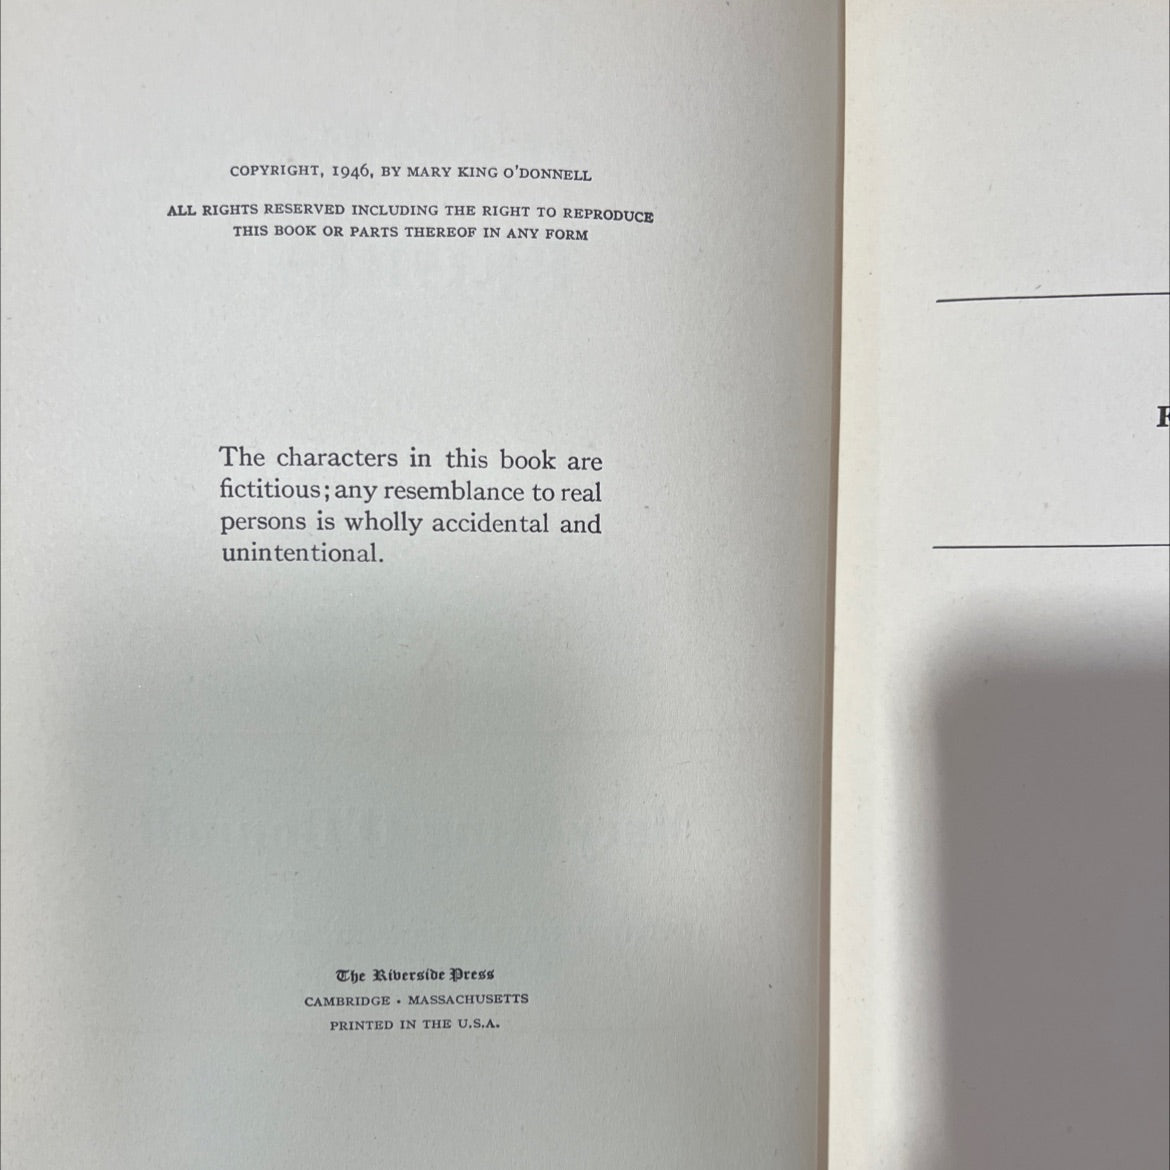 COPYRIGHT, 1946, BY MARY KING O'DONNELL
ALL RIGHTS RESERVED INCLUDING THE RIGHT TO REPRODUCE
THIS BOOK OR PARTS THEREOF IN ANY FORM
The characters in this book are
fictitious; any resemblance to real
persons is wholly accidental and
unintentional.
The Riverside Press
CAMBRIDGE • MASSACHUSETTS
PRINTED IN THE U.S.A.